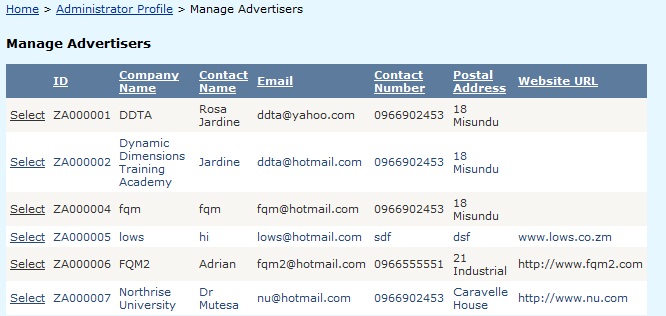 Home > Administrator Profile > Manage Advertisers
Manage Advertisers
ID Company Name Contact Name Email Contact Number Postal Address Website URL
Select ZA000001 DDTA Rosa Jardine ddta@yahoo.com 0966902453 18 Misundu
Select ZA000002 Dynamic Dimensions Training Academy Jardine ddta@hotmail.com 0966902453 18 Misundu
Select ZA000004 fqm fqm fqm@hotmail.com 0966902453 18 Misundu
Select ZA000005 lows hi lows@hotmail.com sdf dsf www.lows.co.zm
Select ZA000006 FQM2 Adrian fqm2@hotmail.com 0966555551 21 Industrial http://www.fqm2.com
Select ZA000007 Northrise University Dr Mutesa nu@hotmail.com 0966902453 Caravelle House http://www.nu.com